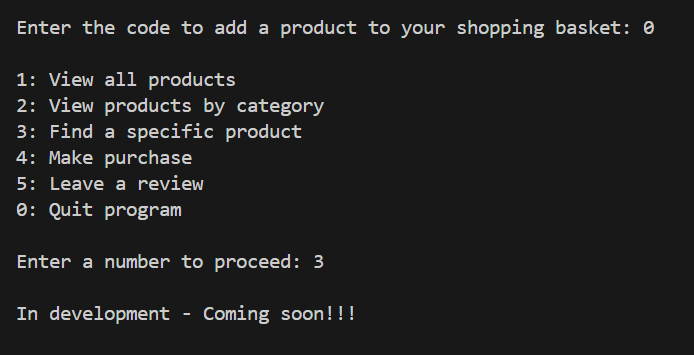 Enter the code to add a product to your shopping basket: 0
1: View all products
2: View products by category
3: Find a specific product
4: Make purchase
5: Leave a review
0: Quit program
Enter a number to proceed: 3
In development - Coming soon!!!